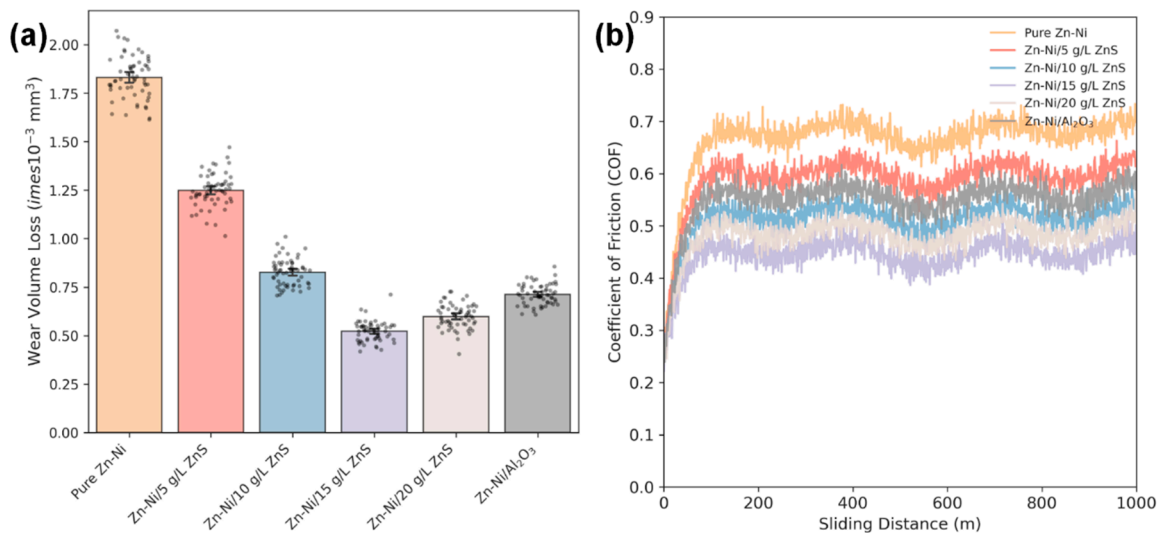 (a)
Wear Volume Loss (imes10⁻³ mm³)
2.00
1.75
1.50
1.25
1.00
0.75
0.50
0.25
0.00
Pure Zn-Ni
Zn-Ni/5 g/L ZnS
Zn-Ni/10 g/L ZnS
Zn-Ni/15 g/L ZnS
Zn-Ni/20 g/L ZnS
Zn-Ni/Al₂O₃
(b)
Coefficient of Friction (COF)
0.9
0.8
0.7
0.6
0.5
0.4
0.3
0.2
0.1
0.0
Pure Zn-Ni
Zn-Ni/5 g/L ZnS
Zn-Ni/10 g/L ZnS
Zn-Ni/15 g/L ZnS
Zn-Ni/20 g/L ZnS
Zn-Ni/Al₂O₃
0
200
400
600
800
1000
Sliding Distance (m)